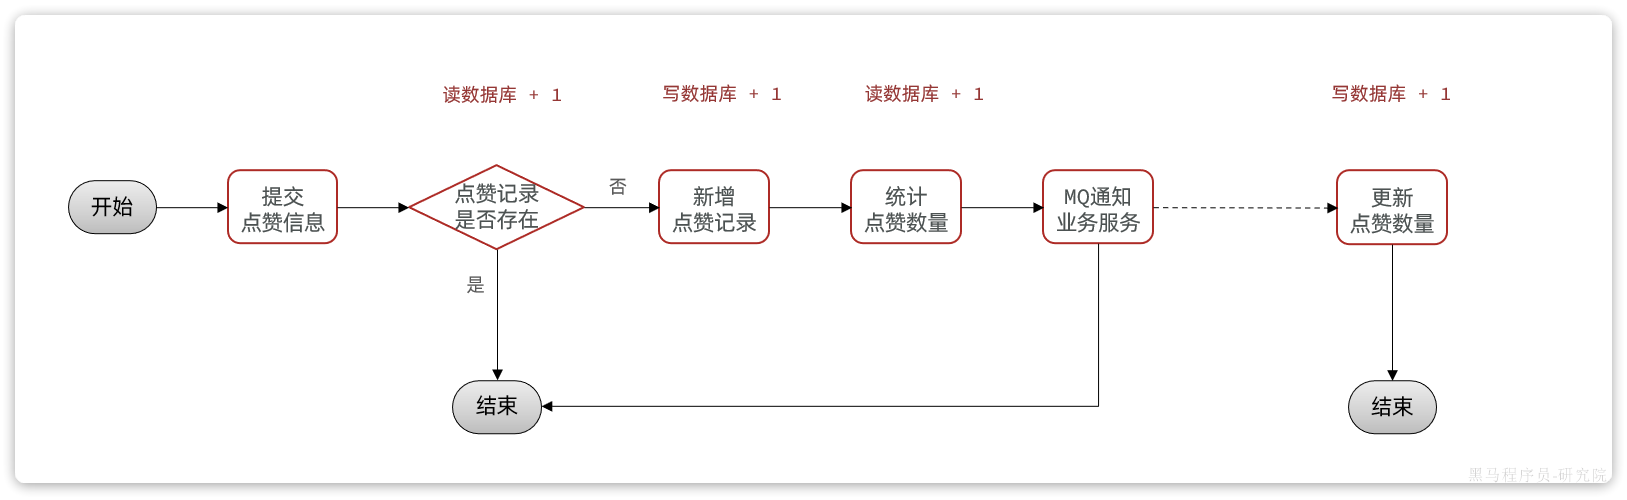 读数据库 + 1
写数据库 + 1
读数据库 + 1
写数据库 + 1
开始
提交
点赞信息
点赞记录
是否存在
否
新增
点赞记录
统计
点赞数量
MQ通知
业务服务
更新
点赞数量
是
结束
结束
黑马程序员-研究院